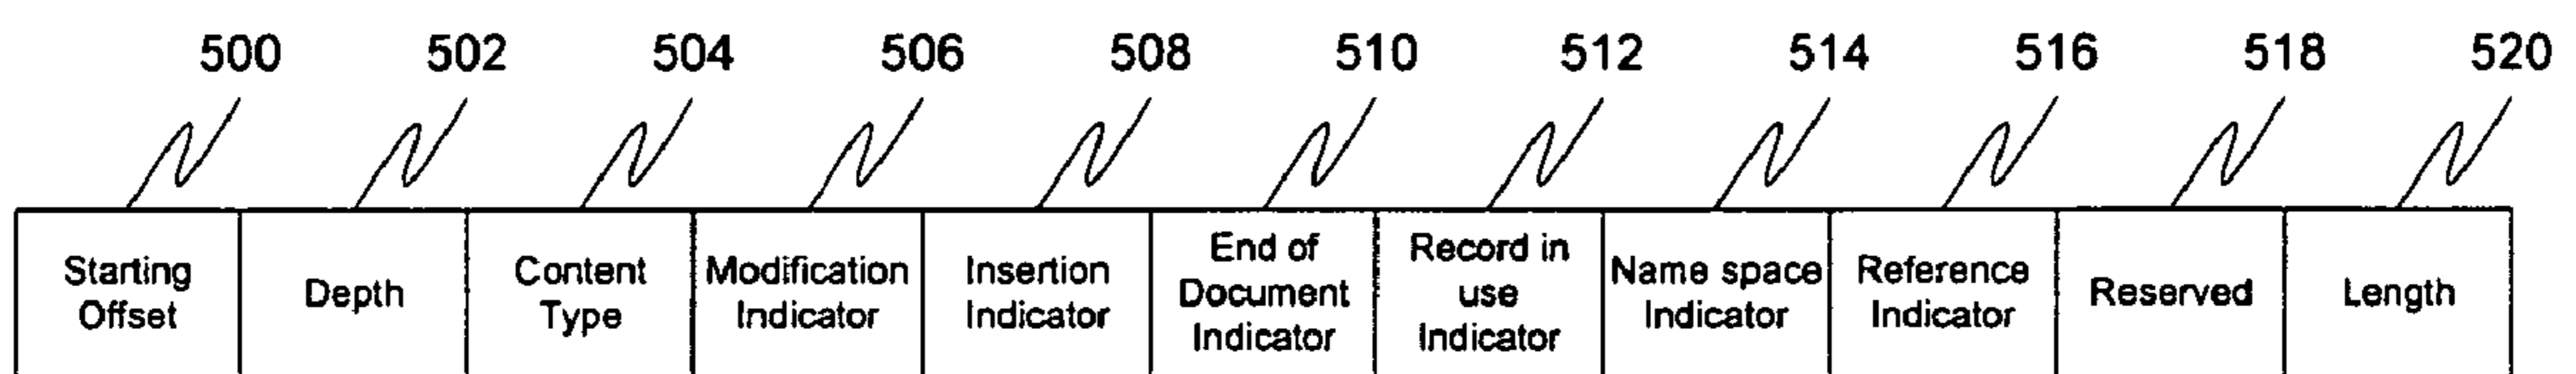 500 502 504 506 508 510 512 514 516 518 520
Starting
Offset
Depth
Content
Type
Modification
Indicator
Insertion
Indicator
End of
Document
Indicator
Record in
use
Indicator
Name space
Indicator
Reference
Indicator
Reserved
Length